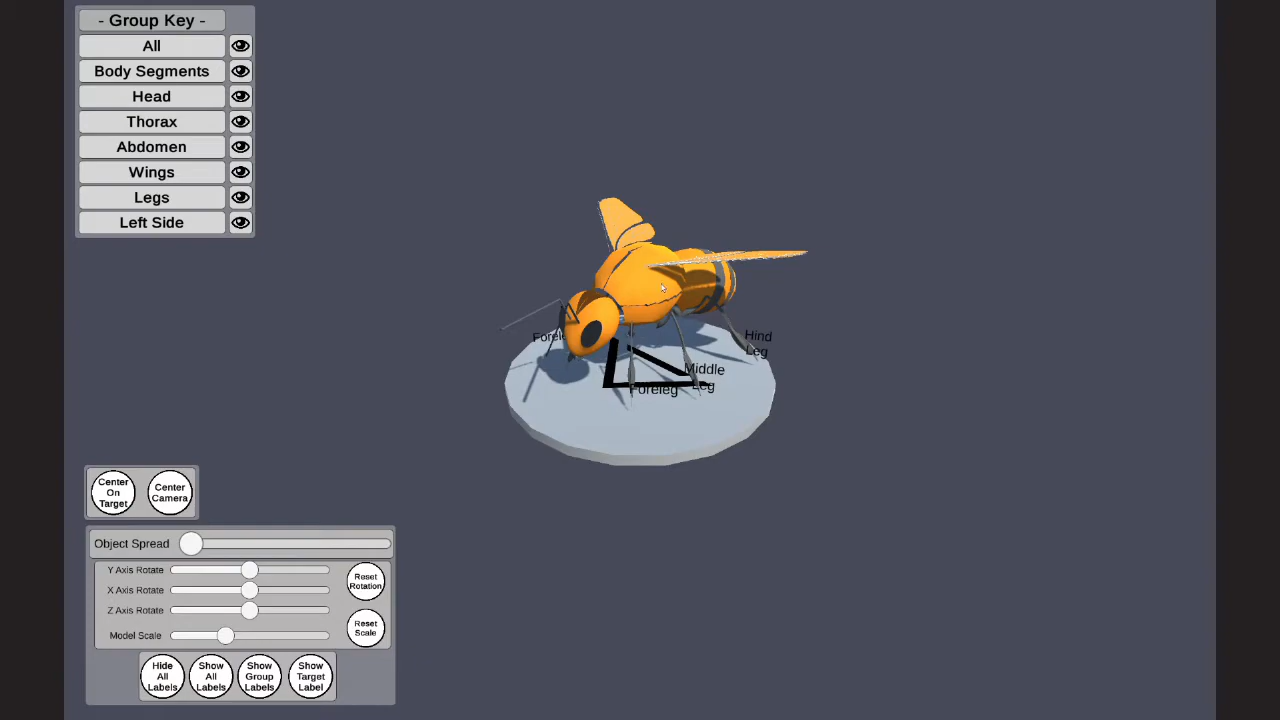 - Group Key -
All
Body Segments
Head
Thorax
Abdomen
Wings
Legs
Left Side
Hind
Leg
Middle
Leg
Foreleg
Center
On
Target
Center
Camera
Object Spread
Y Axis Rotate
X Axis Rotate
Z Axis Rotate
Reset
Rotation
Model Scale
Reset
Scale
Hide
All
Labels
Show
All
Labels
Show
Group
Labels
Show
Target
Label